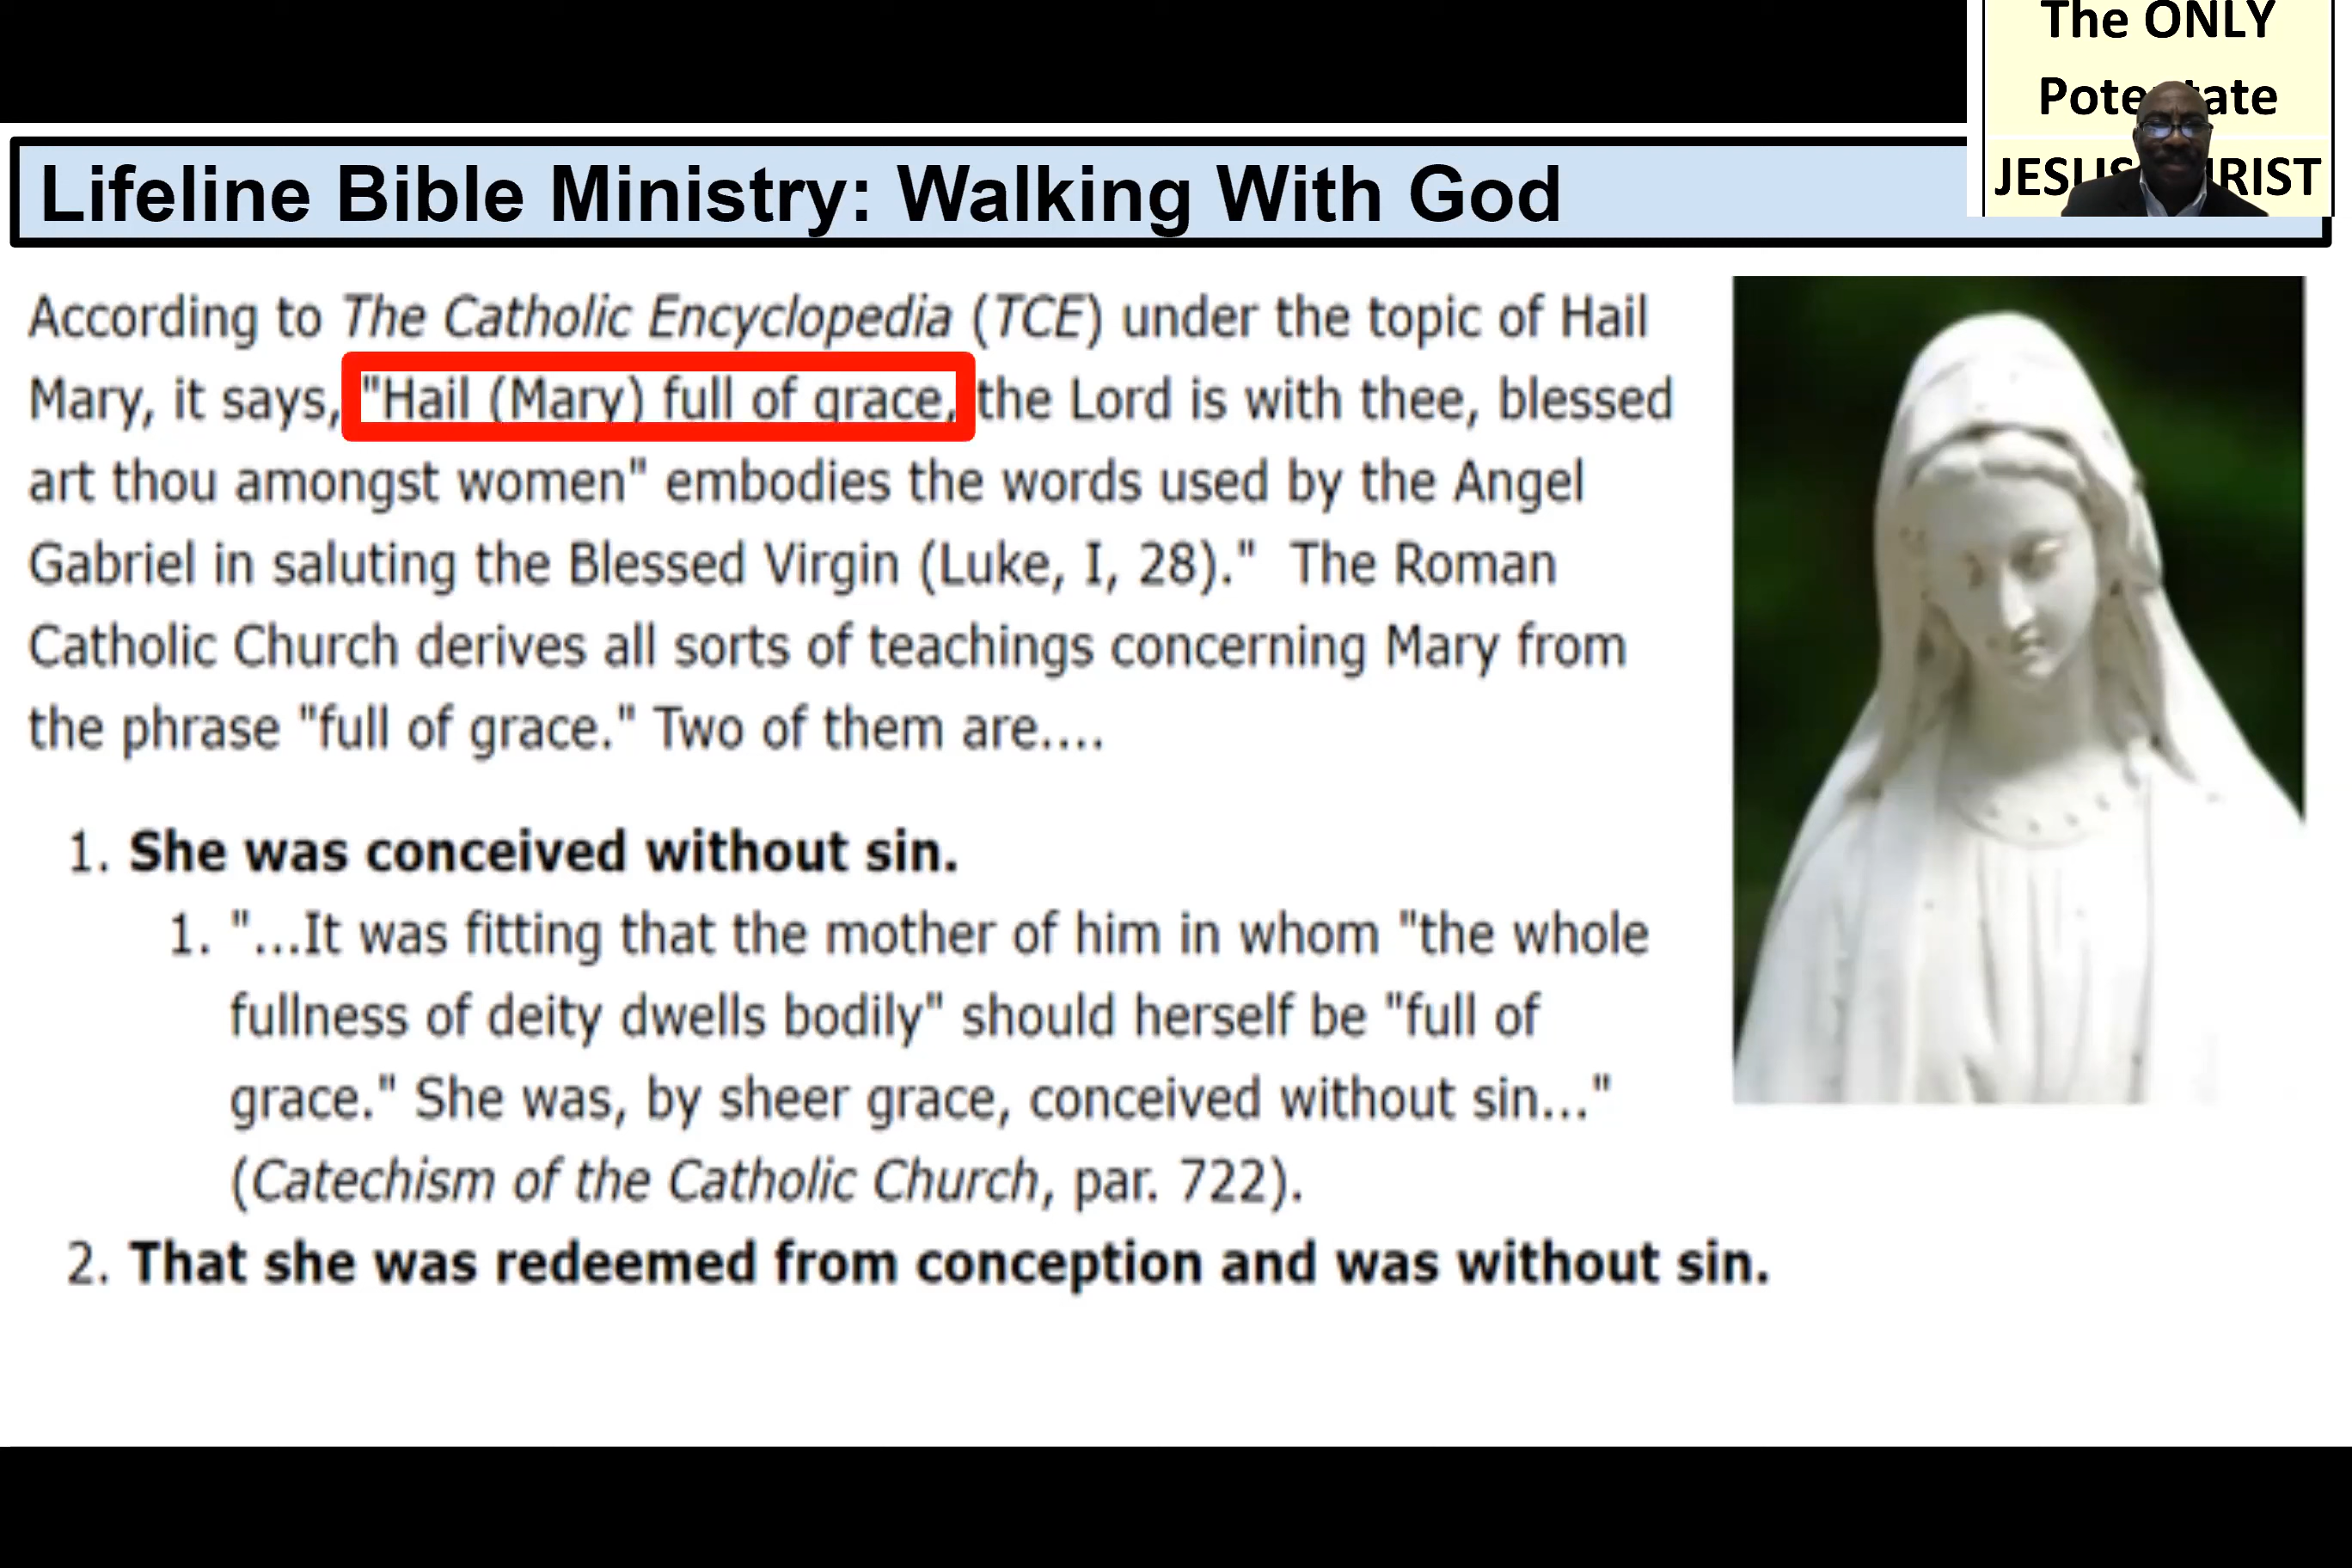 The ONLY
Pote tate
JESUS HRIST
Lifeline Bible Ministry: Walking With God
According to The Catholic Encyclopedia (TCE) under the topic of Hail
Mary, it says, "Hail (Mary) full of grace, the Lord is with thee, blessed
art thou amongst women" embodies the words used by the Angel
Gabriel in saluting the Blessed Virgin (Luke, I, 28)." The Roman
Catholic Church derives all sorts of teachings concerning Mary from
the phrase "full of grace." Two of them are....
1. She was conceived without sin.
1. "...It was fitting that the mother of him in whom "the whole
fullness of deity dwells bodily" should herself be "full of
grace." She was, by sheer grace, conceived without sin..."
(Catechism of the Catholic Church, par. 722).
2. That she was redeemed from conception and was without sin.